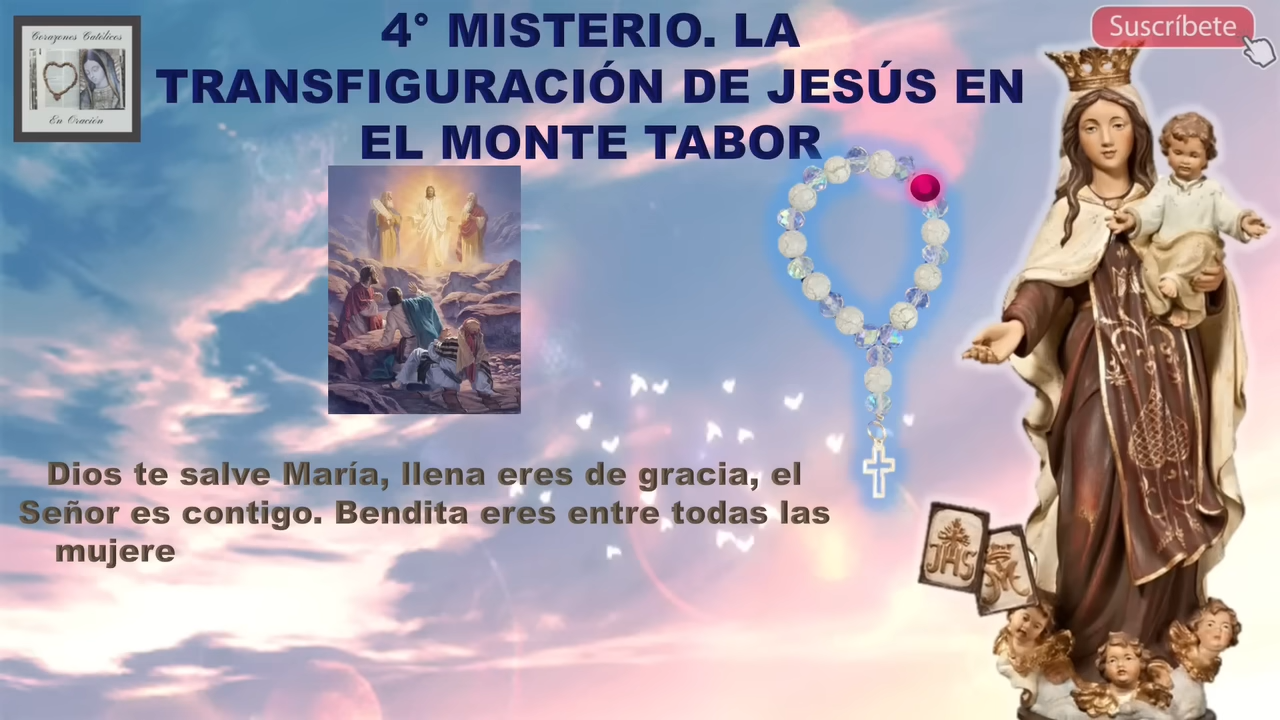 Corazones Católicos
En Oración
4° MISTERIO. LA
TRANSFIGURACIÓN DE JESÚS EN
EL MONTE TABOR
Suscríbete
Dios te salve María, llena eres de gracia, el
Señor es contigo. Bendita eres entre todas las
mujere
JHS